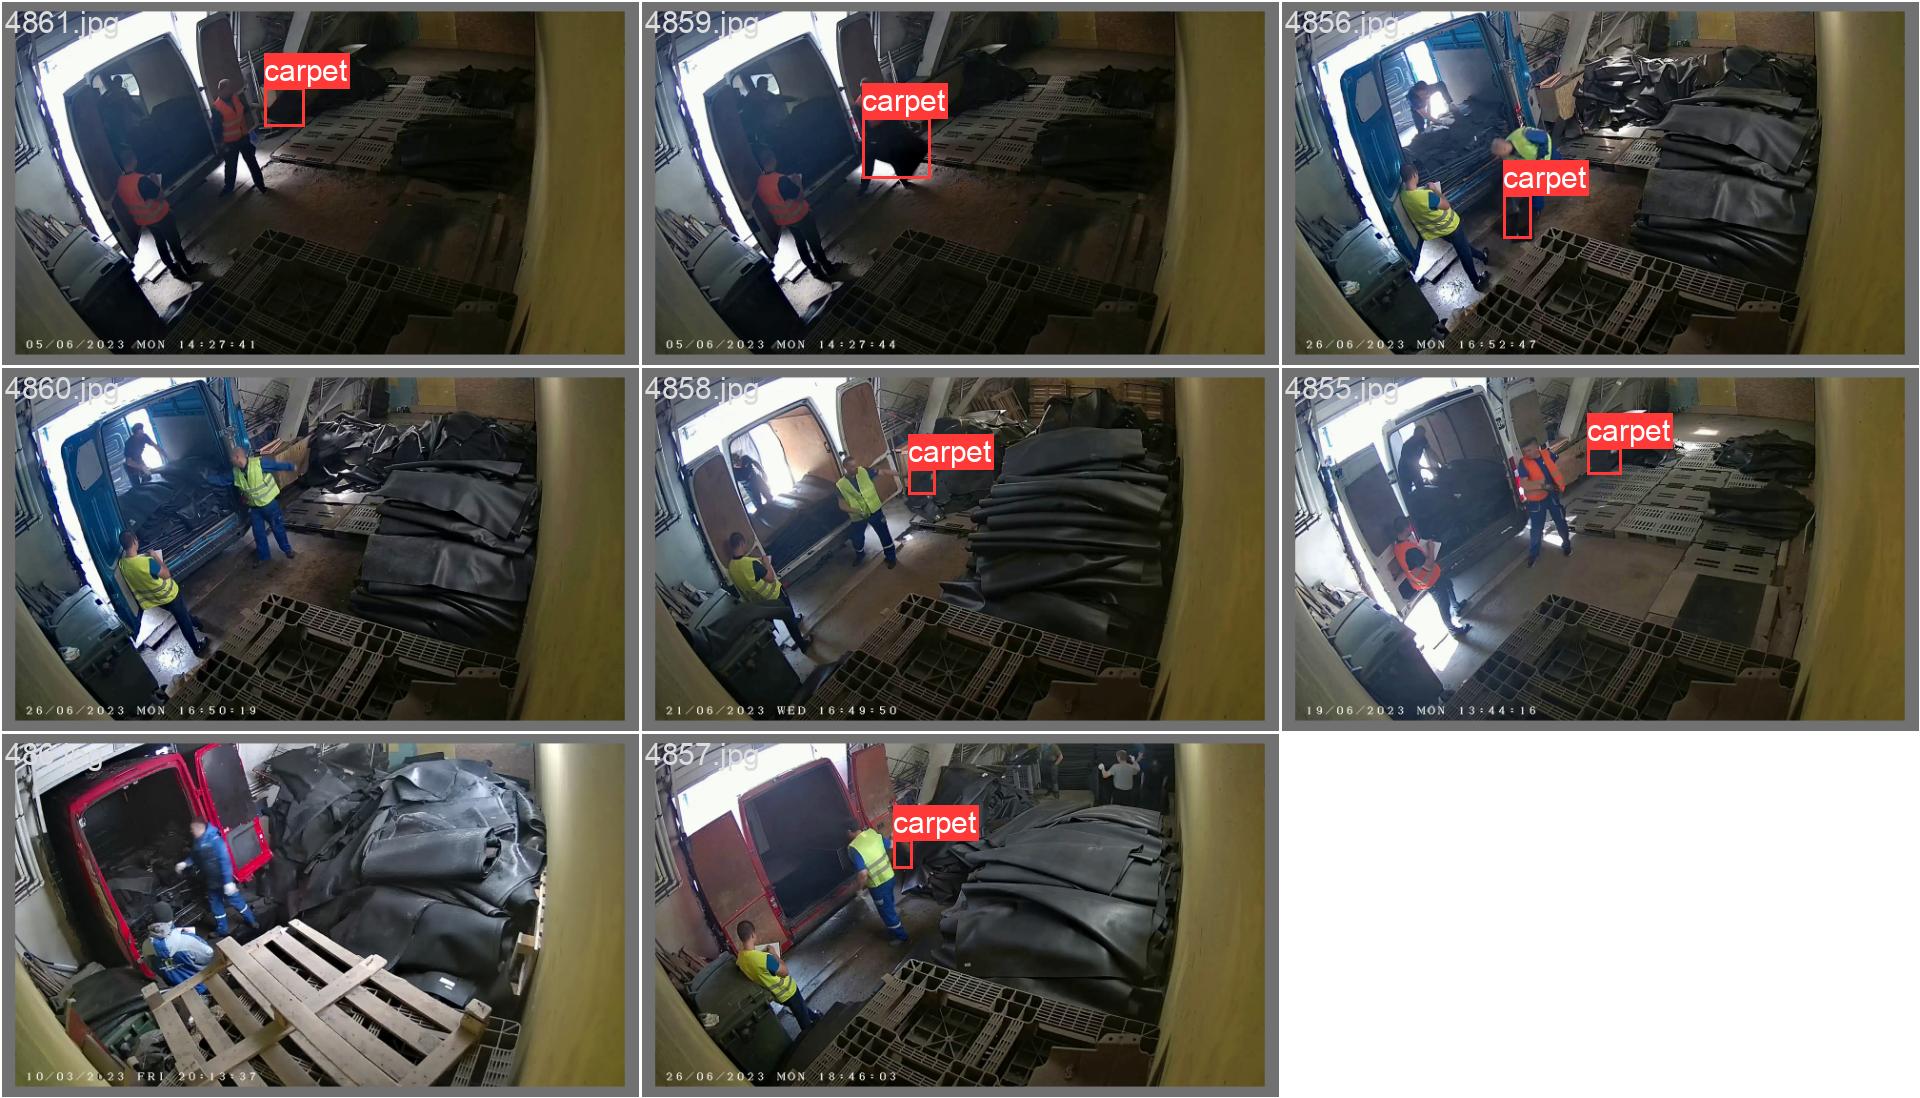 4861.jpg
carpet
05/06/2023 MON 14:27:41
4859.jpg
carpet
05/06/2023 MON 14:27:44
4856.jpg
carpet
26/06/2023 MON 16:52:47
4860.jpg
26/06/2023 MON 16:50:19
4858.jpg
carpet
21/06/2023 WED 16:49:50
4855.jpg
carpet
19/06/2023 MON 13:44:16
10/03/2023 FRI 20:13:37
4857.jpg
carpet
26/06/2023 MON 18:46:03